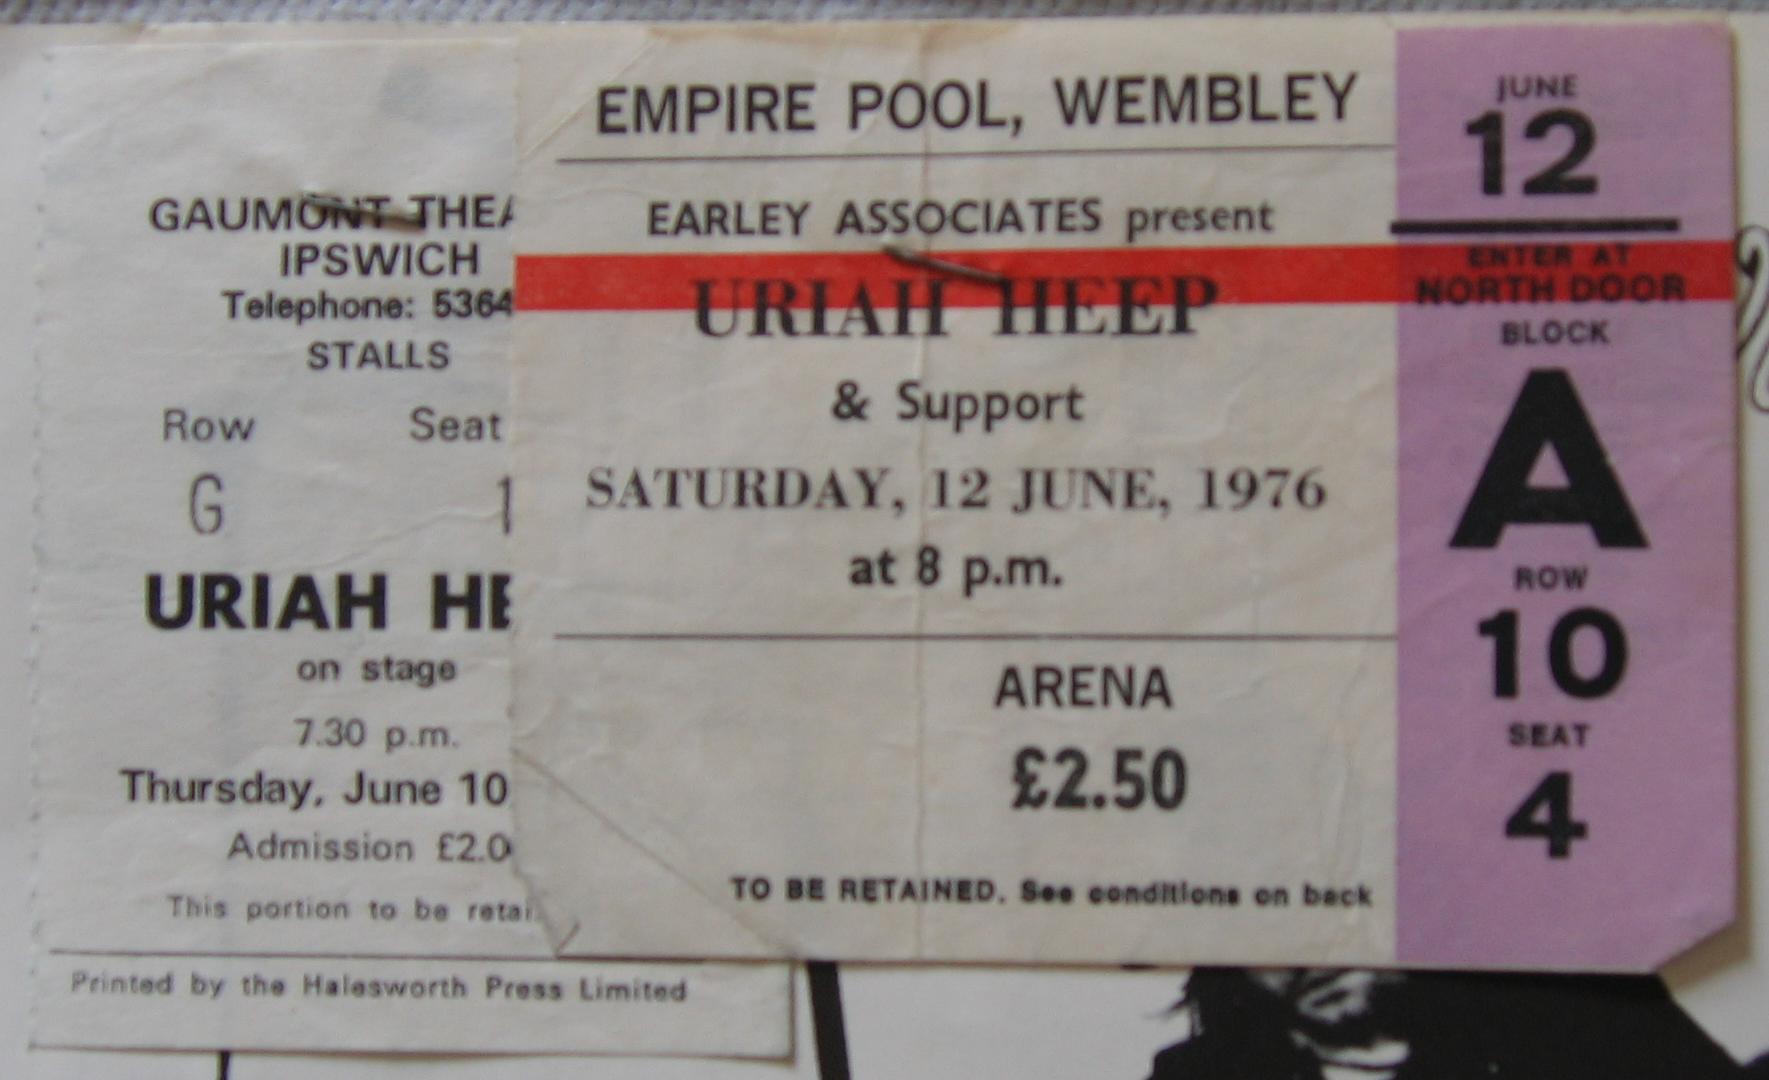 GAUMONT THEA
IPSWICH
Telephone: 5364
STALLS
Row Seat
G 1
URIAH HE
on stage
7.30 p.m.
Thursday, June 10
Admission £2.0
This portion to be retai
Printed by the Halesworth Press Limited
EMPIRE POOL, WEMBLEY
EARLEY ASSOCIATES present
URIAH HEEP
& Support
SATURDAY, 12 JUNE, 1976
at 8 p.m.
ARENA
£2.50
TO BE RETAINED. See conditions on back
JUNE
12
ENTER AT
NORTH DOOR
BLOCK
A
ROW
10
SEAT
4